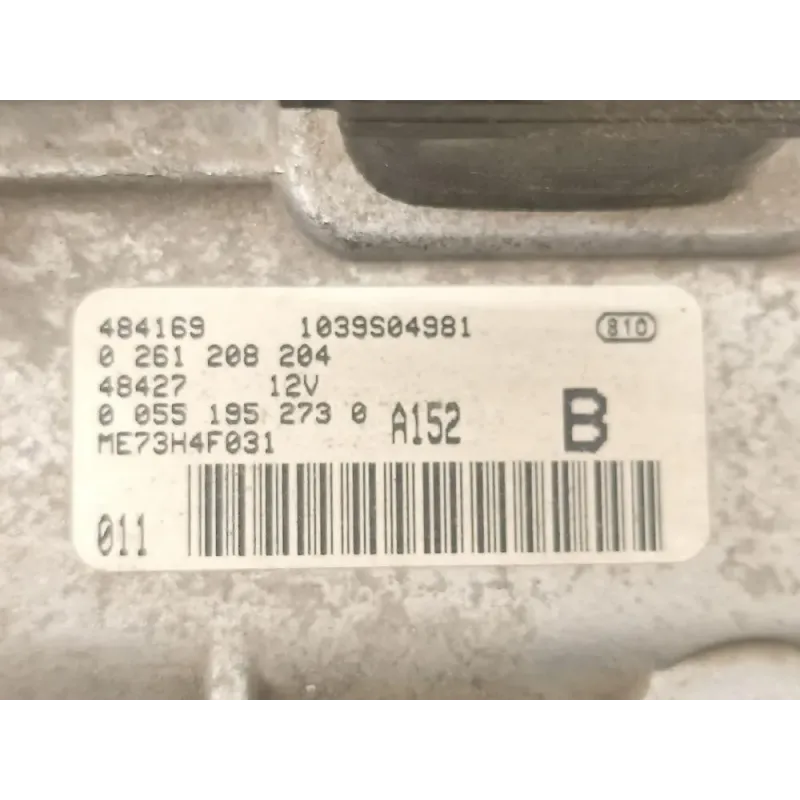 484169 1039S04981 810
0 261 208 204
48427 12V
0 055 195 273 0 A152 B
ME73H4F031
011